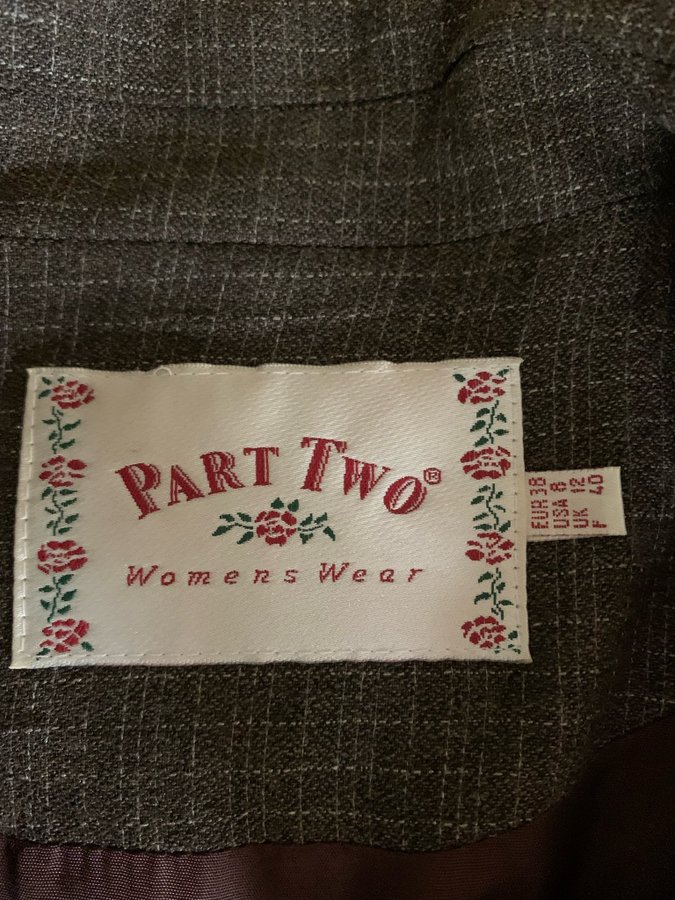 PART TWO®
Womens Wear
EUR 38
USA 8
UK 12
F 40